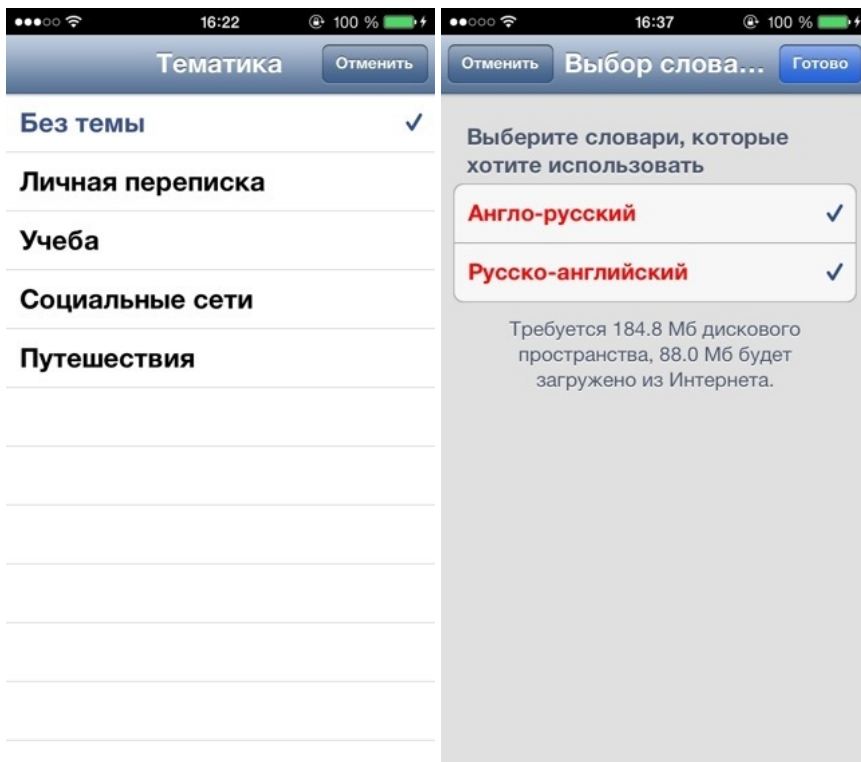 16:22
100 %
Тематика
Отменить
Без темы
Личная переписка
Учеба
Социальные сети
Путешествия
16:37
100 %
Отменить
Выбор слова...
Готово
Выберите словари, которые
хотите использовать
Англо-русский
Русско-английский
Требуется 184.8 Мб дискового
пространства, 88.0 Мб будет
загружено из Интернета.